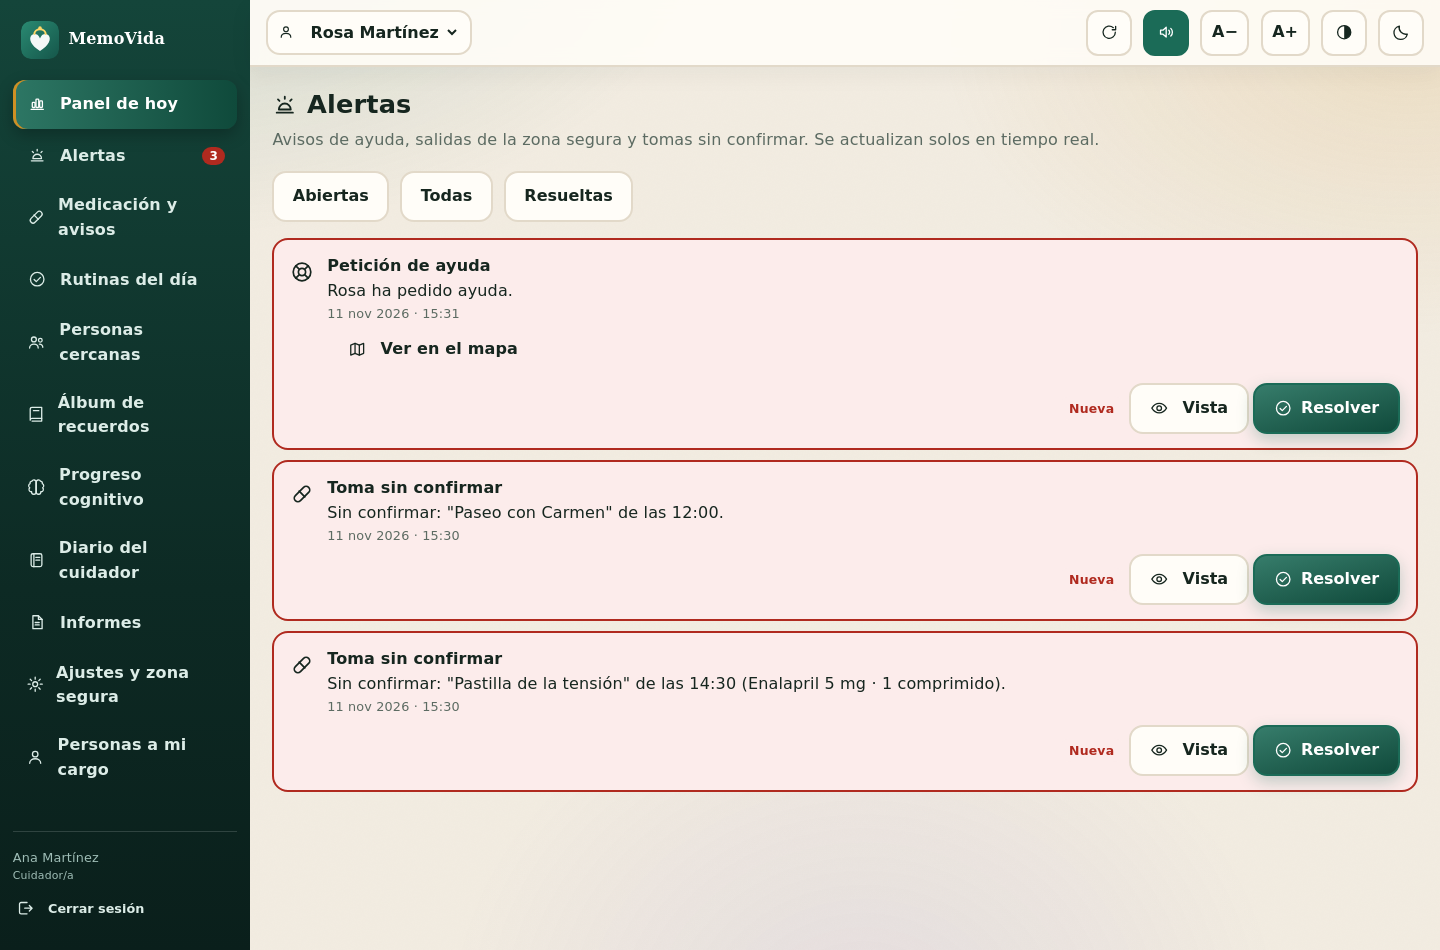 MemoVida
Panel de hoy
Alertas 3
Medicación y
avisos
Rutinas del día
Personas
cercanas
Álbum de
recuerdos
Progreso
cognitivo
Diario del
cuidador
Informes
Ajustes y zona
segura
Personas a mi
cargo
Ana Martínez
Cuidador/a
Cerrar sesión
Rosa Martínez
A− A+
Alertas
Avisos de ayuda, salidas de la zona segura y tomas sin confirmar. Se actualizan solos en tiempo real.
Abiertas Todas Resueltas
Petición de ayuda
Rosa ha pedido ayuda.
11 nov 2026 · 15:31
Ver en el mapa
Nueva Vista Resolver
Toma sin confirmar
Sin confirmar: "Paseo con Carmen" de las 12:00.
11 nov 2026 · 15:30
Nueva Vista Resolver
Toma sin confirmar
Sin confirmar: "Pastilla de la tensión" de las 14:30 (Enalapril 5 mg · 1 comprimido).
11 nov 2026 · 15:30
Nueva Vista Resolver